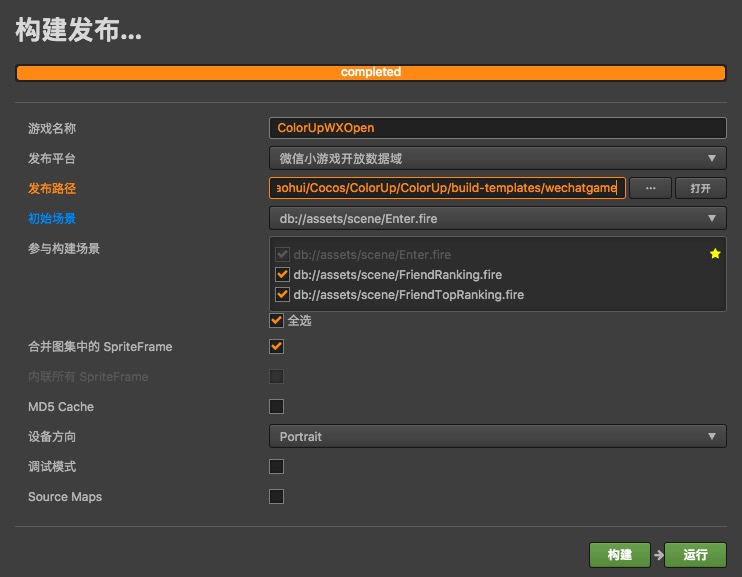 构建发布...
completed
游戏名称 ColorUpWXOpen
发布平台 微信小游戏开放数据域
发布路径 aohui/Cocos/ColorUp/ColorUp/build-templates/wechatgame ... 打开
初始场景 db://assets/scene/Enter.fire
参与构建场景 db://assets/scene/Enter.fire
db://assets/scene/FriendRanking.fire
db://assets/scene/FriendTopRanking.fire
全选
合并图集中的 SpriteFrame
内联所有 SpriteFrame
MD5 Cache
设备方向 Portrait
调试模式
Source Maps
构建 运行